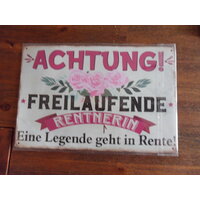 ACHTUNG!
FREILAUFENDE
RENTNERIN
Eine Legende geht in Rente!